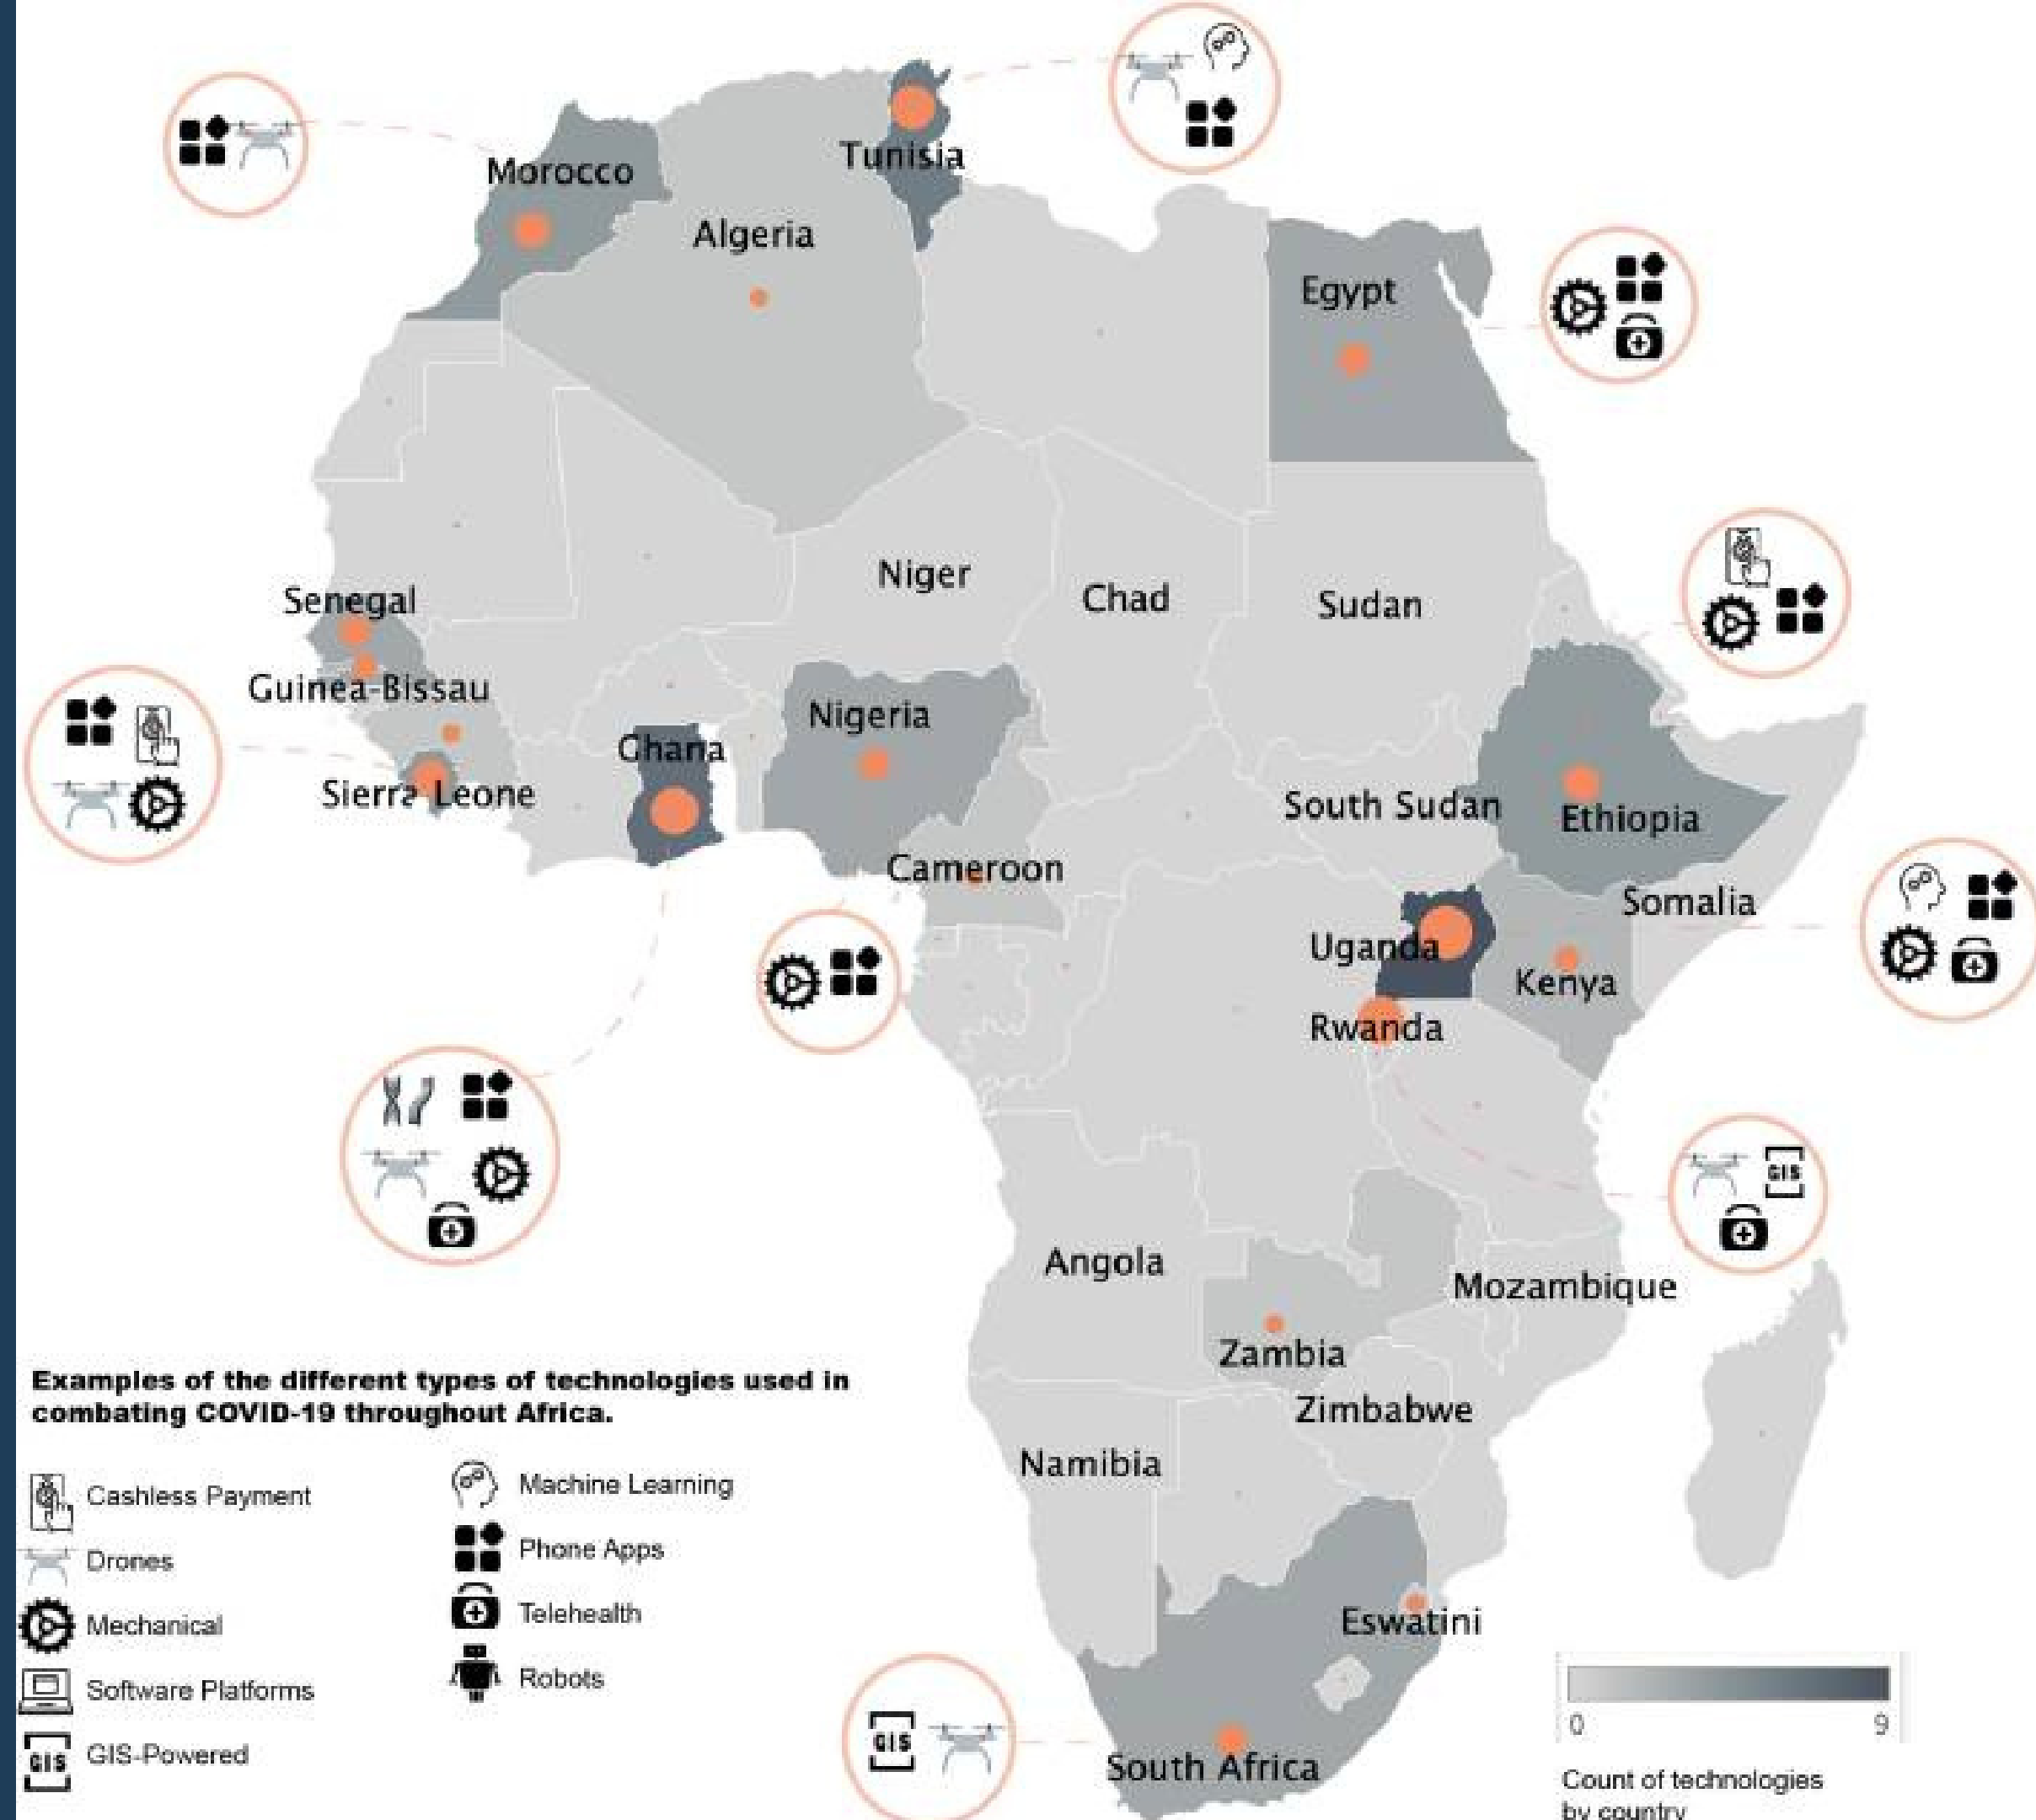 Morocco
Tunisia
Algeria
Egypt
Senegal
Niger
Chad
Sudan
Guinea-Bissau
Nigeria
Ghana
Sierra Leone
South Sudan
Ethiopia
Cameroon
Somalia
Uganda
Kenya
Rwanda
GIS
Angola
Mozambique
Zambia
Zimbabwe
Namibia
Eswatini
South Africa
GIS
Examples of the different types of technologies used in
combating COVID-19 throughout Africa.
Cashless Payment
Drones
Mechanical
Software Platforms
GIS
GIS-Powered
Machine Learning
Phone Apps
Telehealth
Robots
0
9
Count of technologies
by country